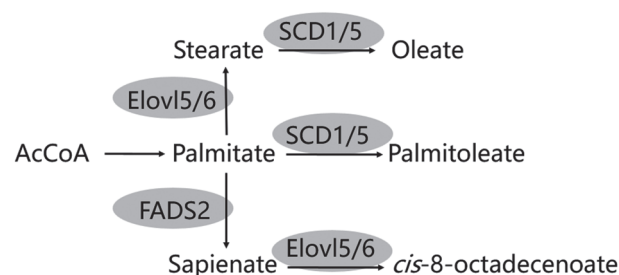 SCD1/5
Stearate Oleate
Elovl5/6
SCD1/5
AcCoA Palmitate Palmitoleate
FADS2
Elovl5/6
Sapienate cis-8-octadecenoate